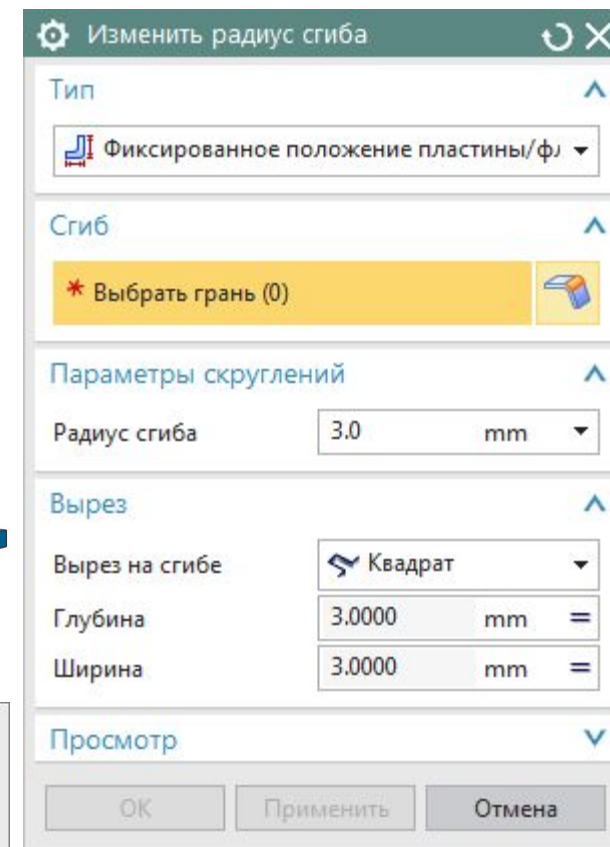 Изменить радиус сгиба
Тип
Фиксированное положение пластины/фл
Сгиб
* Выбрать грань (0)
Параметры скруглений
Радиус сгиба 3.0 mm
Вырез
Вырез на сгибе Квадрат
Глубина 3.0000 mm =
Ширина 3.0000 mm =
Просмотр
ОК Применить Отмена